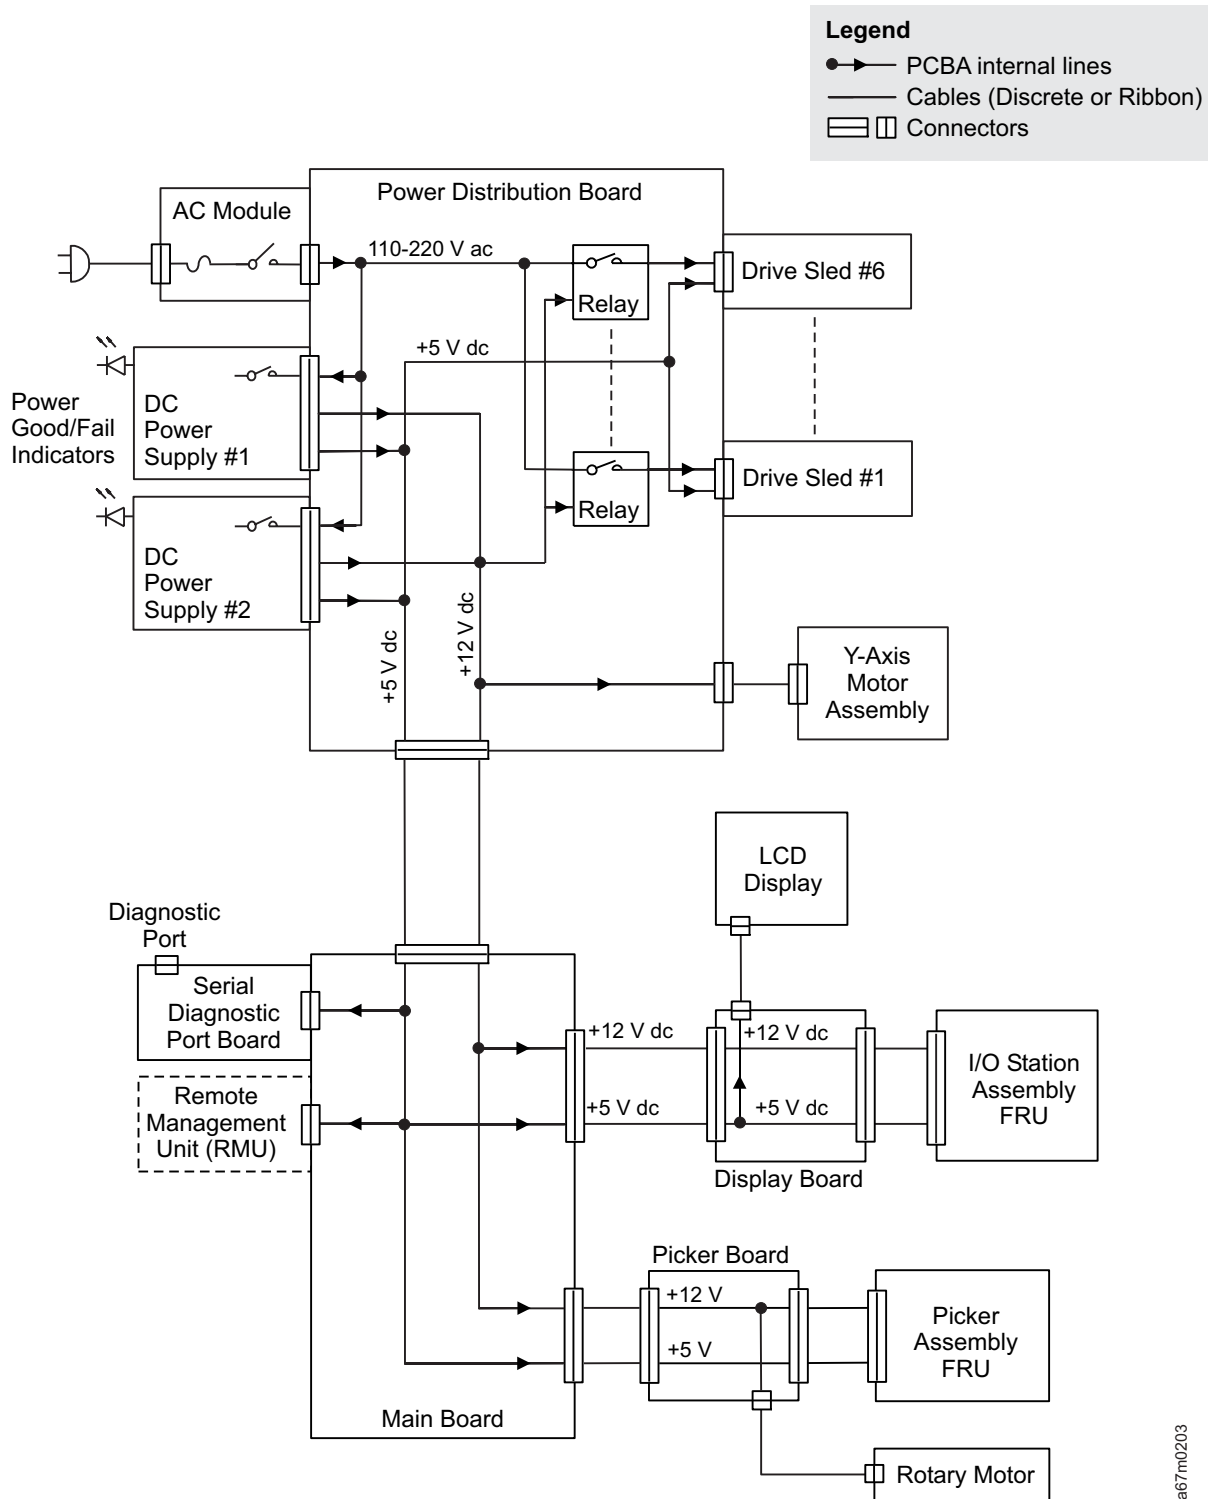 Legend
PCBA internal lines
Cables (Discrete or Ribbon)
Connectors
Power Distribution Board
AC Module
110-220 V ac
Relay
Drive Sled #6
+5 V dc
Power
Good/Fail
Indicators
DC
Power
Supply #1
Relay
Drive Sled #1
DC
Power
Supply #2
+5 V dc
+12 V dc
Y-Axis
Motor
Assembly
LCD
Display
Diagnostic
Port
Serial
Diagnostic
Port Board
+12 V dc
+12 V dc
I/O Station
Assembly
FRU
Remote
Management
Unit (RMU)
+5 V dc
+5 V dc
Display Board
Picker Board
+12 V
+5 V
Picker
Assembly
FRU
Main Board
Rotary Motor
a67m0203